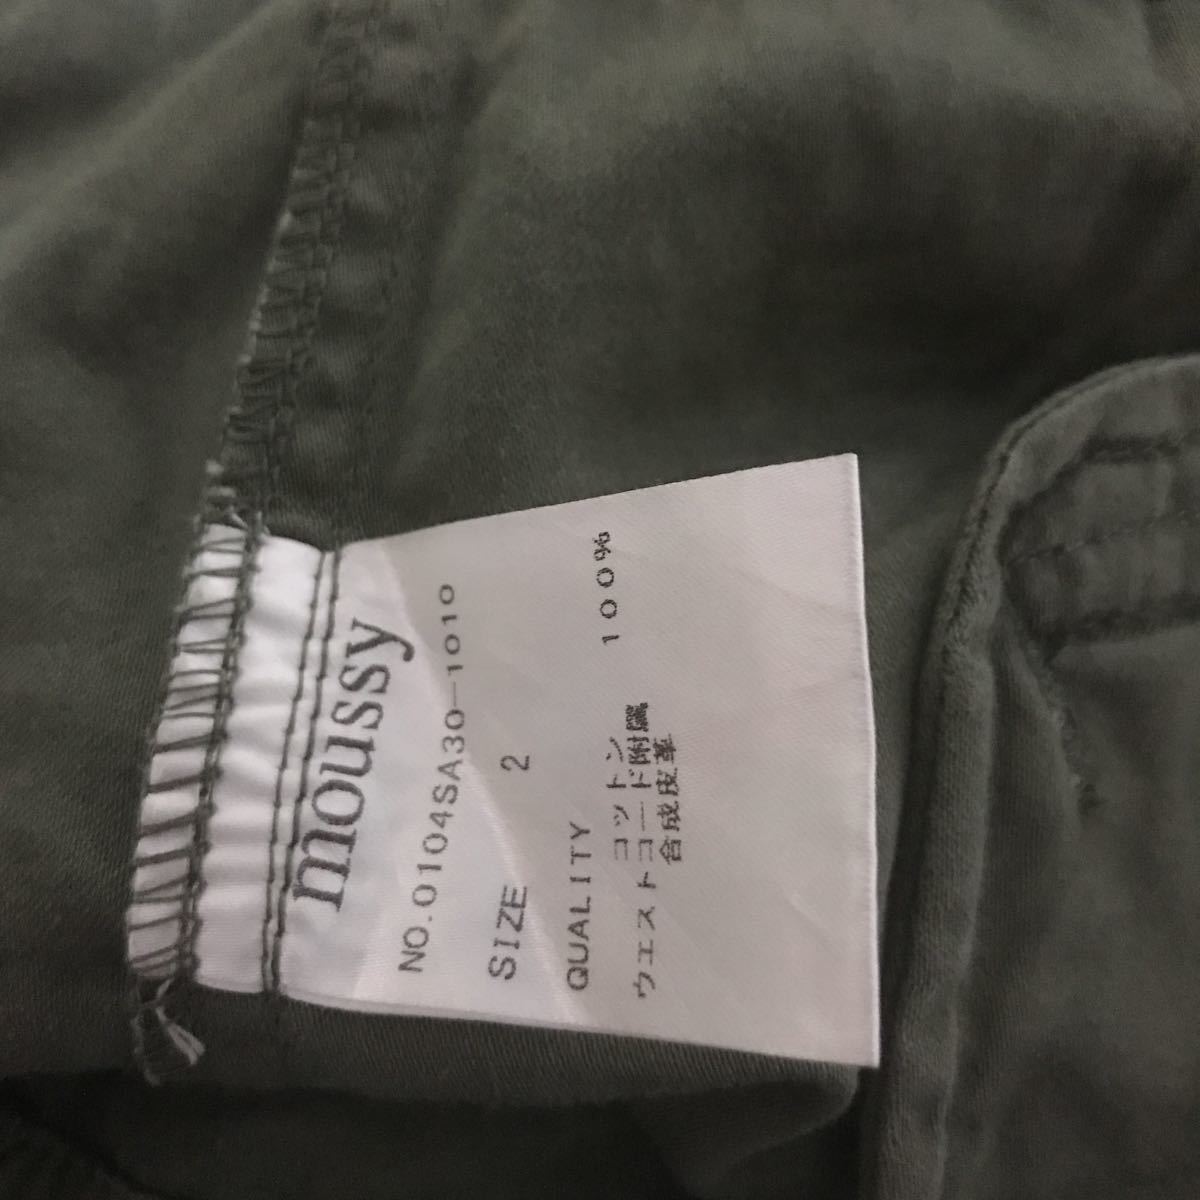 moussy
NO.0104SA30-1010
SIZE 2
QUALITY
コットン 100%
ウエストコード附属
合成皮革